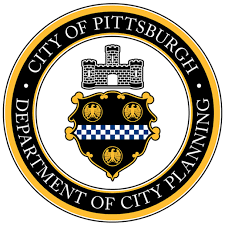 CITY OF PITTSBURGH
DEPARTMENT OF CITY PLANNING